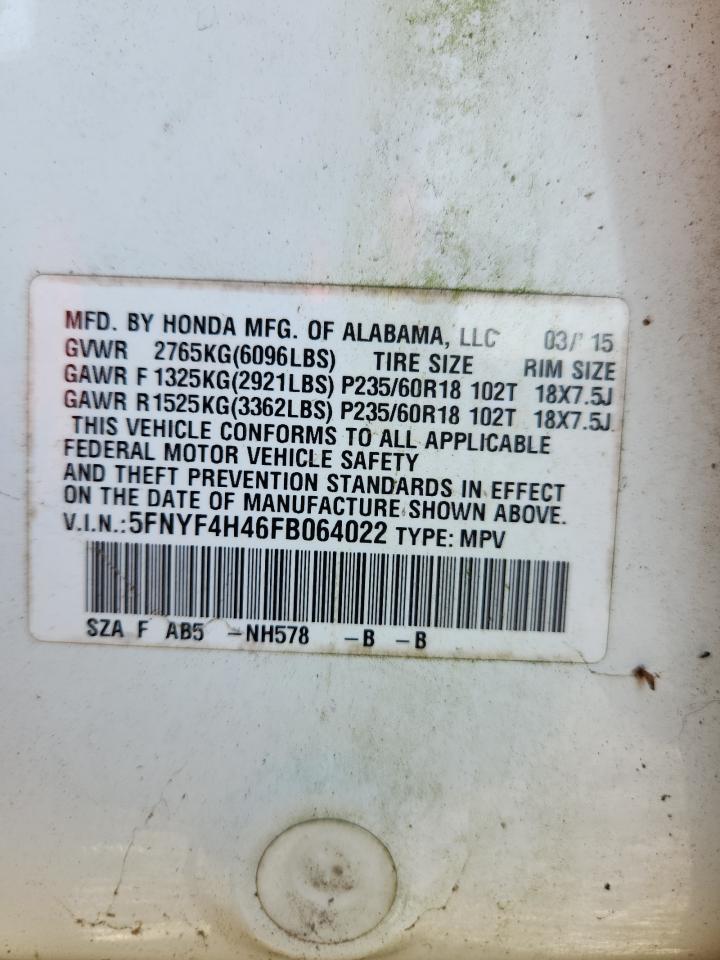 MFD. BY HONDA MFG. OF ALABAMA, LLC 03/ 15
GVWR 2765KG(6096LBS) TIRE SIZE RIM SIZE
GAWR F 1325KG(2921LBS) P235/60R18 102T 18X7.5J
GAWR R1525KG(3362LBS) P235/60R18 102T 18X7.5J
THIS VEHICLE CONFORMS TO ALL APPLICABLE
FEDERAL MOTOR VEHICLE SAFETY
AND THEFT PREVENTION STANDARDS IN EFFECT
ON THE DATE OF MANUFACTURE SHOWN ABOVE.
V.I.N.:5FNYF4H46FB064022 TYPE: MPV
SZA F AB5 -NH578 -B -B